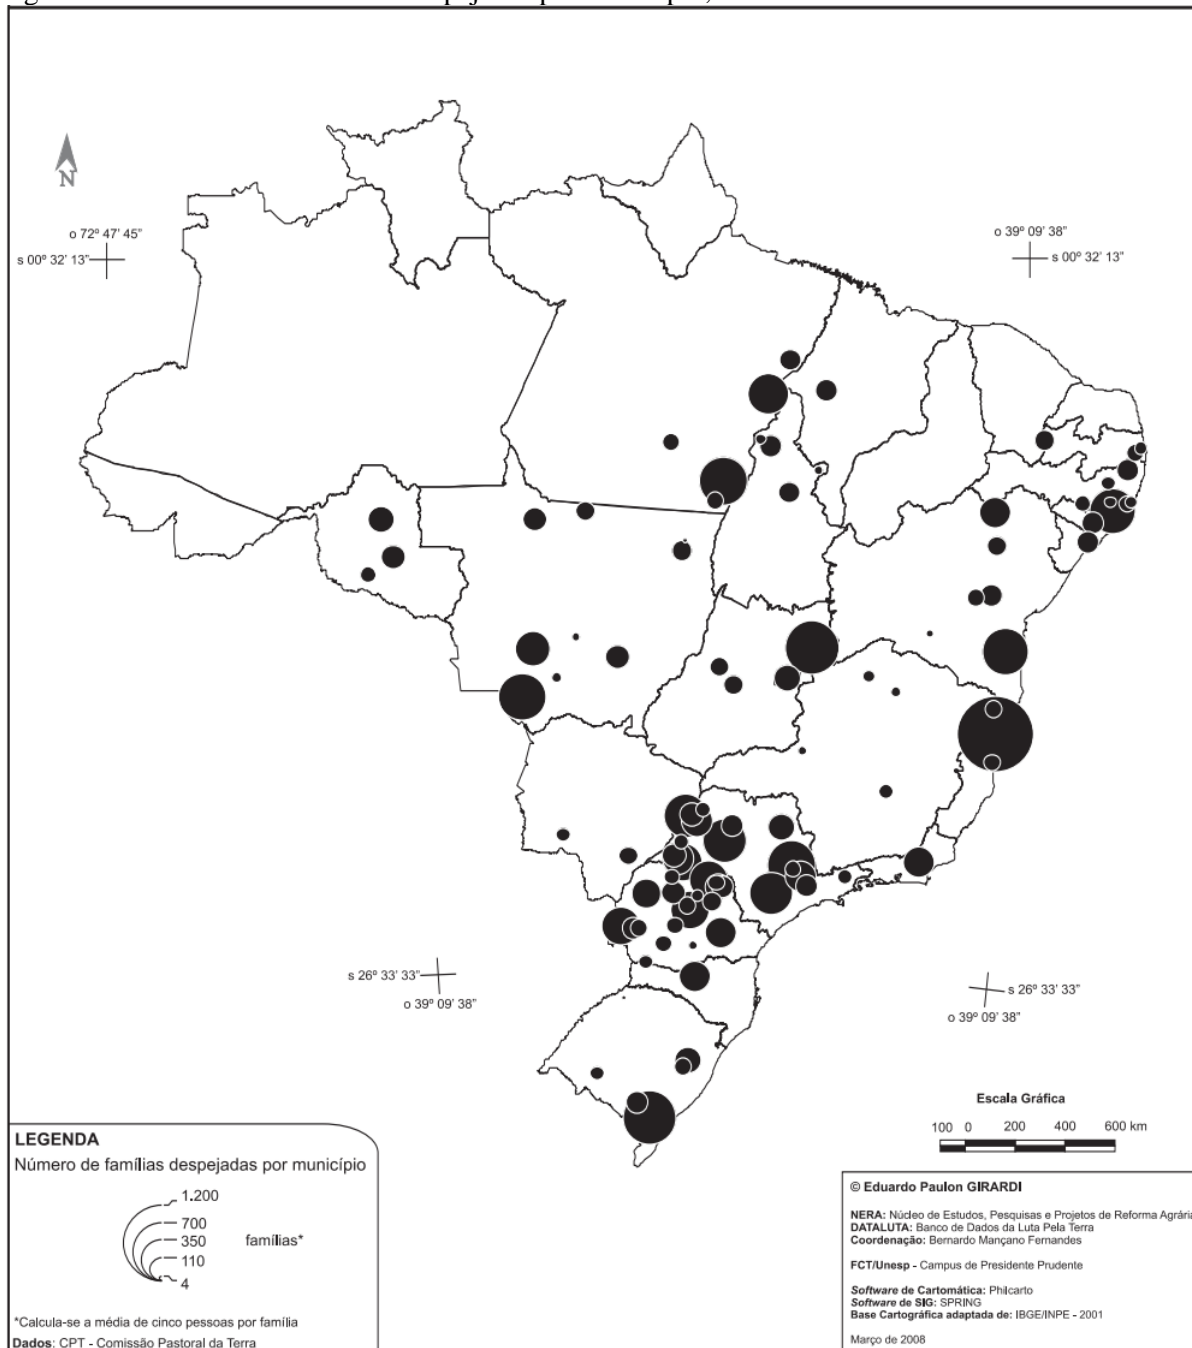 N
o 72º 47' 45"
s 00º 32' 13"
o 39º 09' 38"
s 00º 32' 13"
s 26º 33' 33"
o 39º 09' 38"
s 26º 33' 33"
o 39º 09' 38"
Escala Gráfica
100 0 200 400 600 km
LEGENDA
Número de famílias despejadas por município
1.200
700
350
110
4
famílias*
*Calcula-se a média de cinco pessoas por família
Dados: CPT - Comissão Pastoral da Terra
© Eduardo Paulon GIRARDI
NERA: Núcleo de Estudos, Pesquisas e Projetos de Reforma Agrária
DATALUTA: Banco de Dados da Luta Pela Terra
Coordenação: Bernardo Mançano Fernandes
FCT/Unesp - Campus de Presidente Prudente
Software de Cartomática: Philcarto
Software de SIG: SPRING
Base Cartográfica adaptada de: IBGE/INPE - 2001
Março de 2008